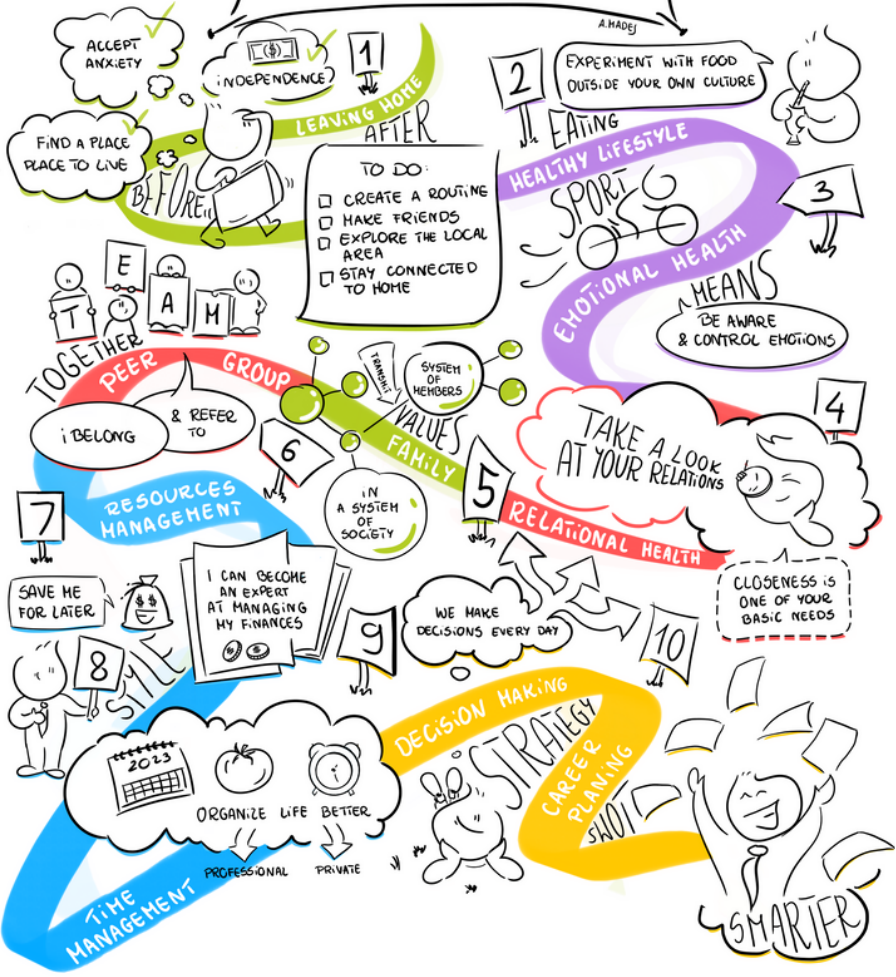 A.MADEJ
ACCEPT
ANXIETY
($)
INDEPENDENCE
1
FIND A PLACE
PLACE TO LIVE
LEAVING HOME
BEFORE
AFTER
TO DO:
CREATE A ROUTINE
MAKE FRIENDS
EXPLORE THE LOCAL
AREA
STAY CONNECTED
TO HOME
2
EXPERIMENT WITH FOOD
OUTSIDE YOUR OWN CULTURE
EATING
HEALTHY LIFESTYLE
SPORT
3
EMOTIONAL HEALTH
MEANS
BE AWARE
& CONTROL EMOTIONS
4
TAKE A LOOK
AT YOUR RELATIONS
RELATIONAL HEALTH
CLOSENESS IS
ONE OF YOUR
BASIC NEEDS
5
FAMILY
VALUES
TRANSMIT
SYSTEM
OF
MEMBERS
IN
A SYSTEM
OF
SOCIETY
6
TEAM
TOGETHER
PEER GROUP
I BELONG
& REFER
TO
7
RESOURCES
MANAGEMENT
SAVE ME
FOR LATER
$ $
I CAN BECOME
AN EXPERT
AT MANAGING
MY FINANCES
8
2023
ORGANIZE LIFE BETTER
PROFESSIONAL PRIVATE
TIME
MANAGEMENT
9
WE MAKE
DECISIONS EVERY DAY
DECISION MAKING
STRATEGY
10
CAREER
PLANING
SWOT
SMARTER